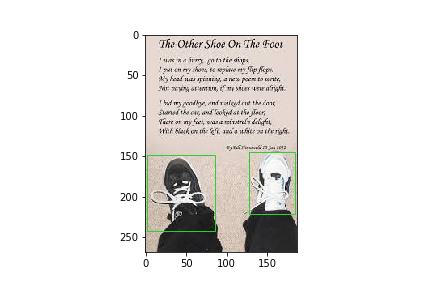 The Other Shoe On The Foot
I was in a hurry, go to the shops,
I put on my shoes, to replace my flip flops.
My head was spinning, a new poem to write,
Not paying attention, if my shoes were alright.
I bid my goodbye, and walked out the door,
Started the car, and looked at the floor,
There on my feet, was a minstrel's delight,
With black on the left, and a white on the right.
0
50
100
150
200
250
0
50
100
150